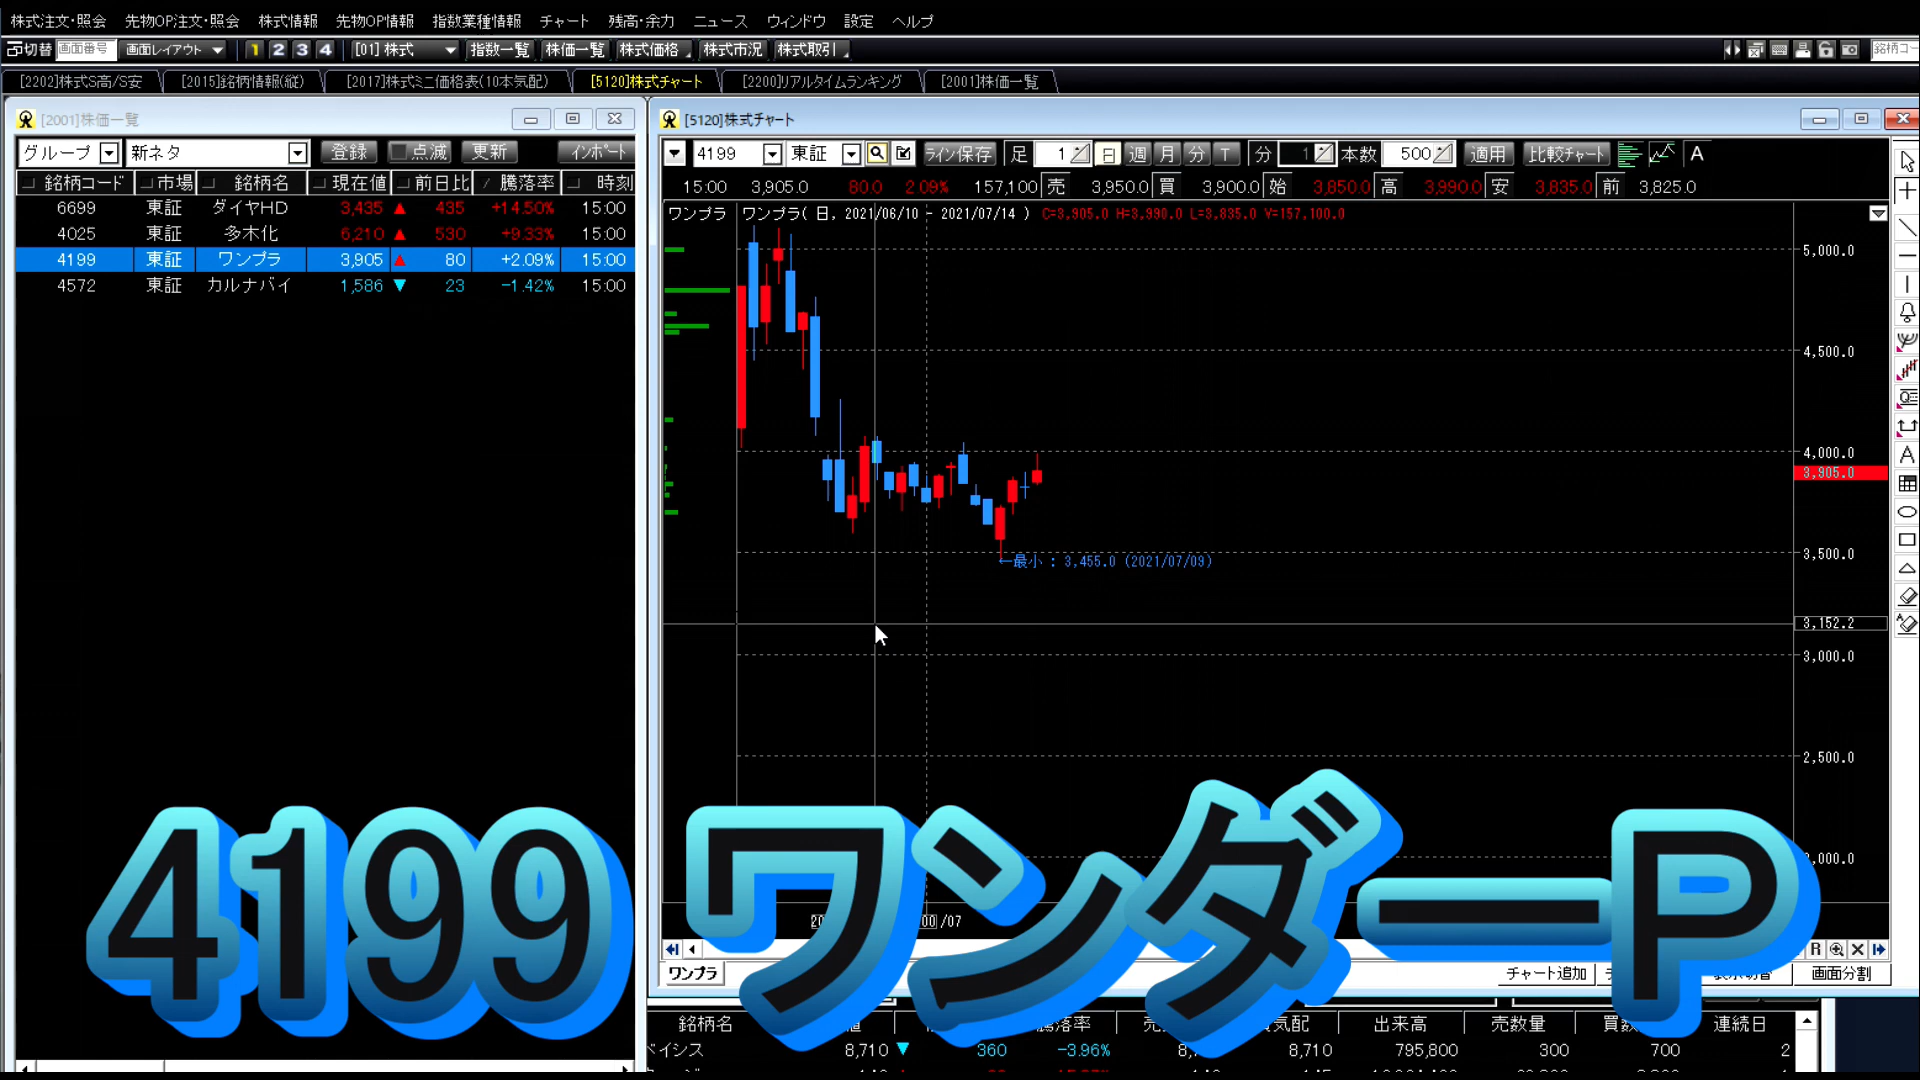 株式注文・照会 先物OP注文・照会 株式情報 先物OP情報 指数業種情報 チャート 残高・余力 ニュース ウィンドウ 設定 ヘルプ
切替 画面番号 画面レイアウト 1 2 3 4 [01] 株式 指数一覧 株価一覧 株式価格 株式市況 株式取引 銘柄コー
[2202]株式S高/S安 [2015]銘柄情報(縦) [2017]株式ミニ価格表(10本気配) [5120]株式チャート [2200]リアルタイムランキング [2001]株価一覧
[2001]株価一覧
グループ 新ネタ 登録 点滅 更新 インポート
銘柄コード 市場 銘柄名 現在値 前日比 騰落率 時刻
6699 東証 ダイヤHD 3,435 ▲ 435 +14.50% 15:00
4025 東証 多木化 6,210 ▲ 530 +9.33% 15:00
4199 東証 ワンプラ 3,905 ▲ 80 +2.09% 15:00
4572 東証 カルナバイ 1,586 ▼ 23 -1.42% 15:00
[5120]株式チャート
4199 東証 ライン保存 足 1 日 週 月 分 T 分 1 本数 500 適用 比較チャート A
15:00 3,905.0 80.0 2.09% 157,100 売 3,950.0 買 3,900.0 始 3,850.0 高 3,990.0 安 3,835.0 前 3,825.0
ワンプラ ワンプラ( 日, 2021/06/10 - 2021/07/14 ) C=3,905.0 H=3,990.0 L=3,835.0 V=157,100.0
5,000.0
4,500.0
4,000.0
3,905.0
3,500.0
←最小 : 3,455.0 (2021/07/09)
3,152.2
3,000.0
2,500.0
,000.0
/07
R
ワンプラ チャート追加 画面分割
4199 ワンダーP
銘柄名 騰落率 気配 出来高 売数量 買数 連続日
ベイシス 8,710 ▼ 360 -3.96% 8,710 795,800 300 700 2